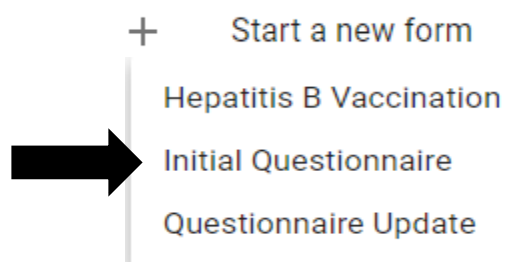 + Start a new form
Hepatitis B Vaccination
Initial Questionnaire
Questionnaire Update